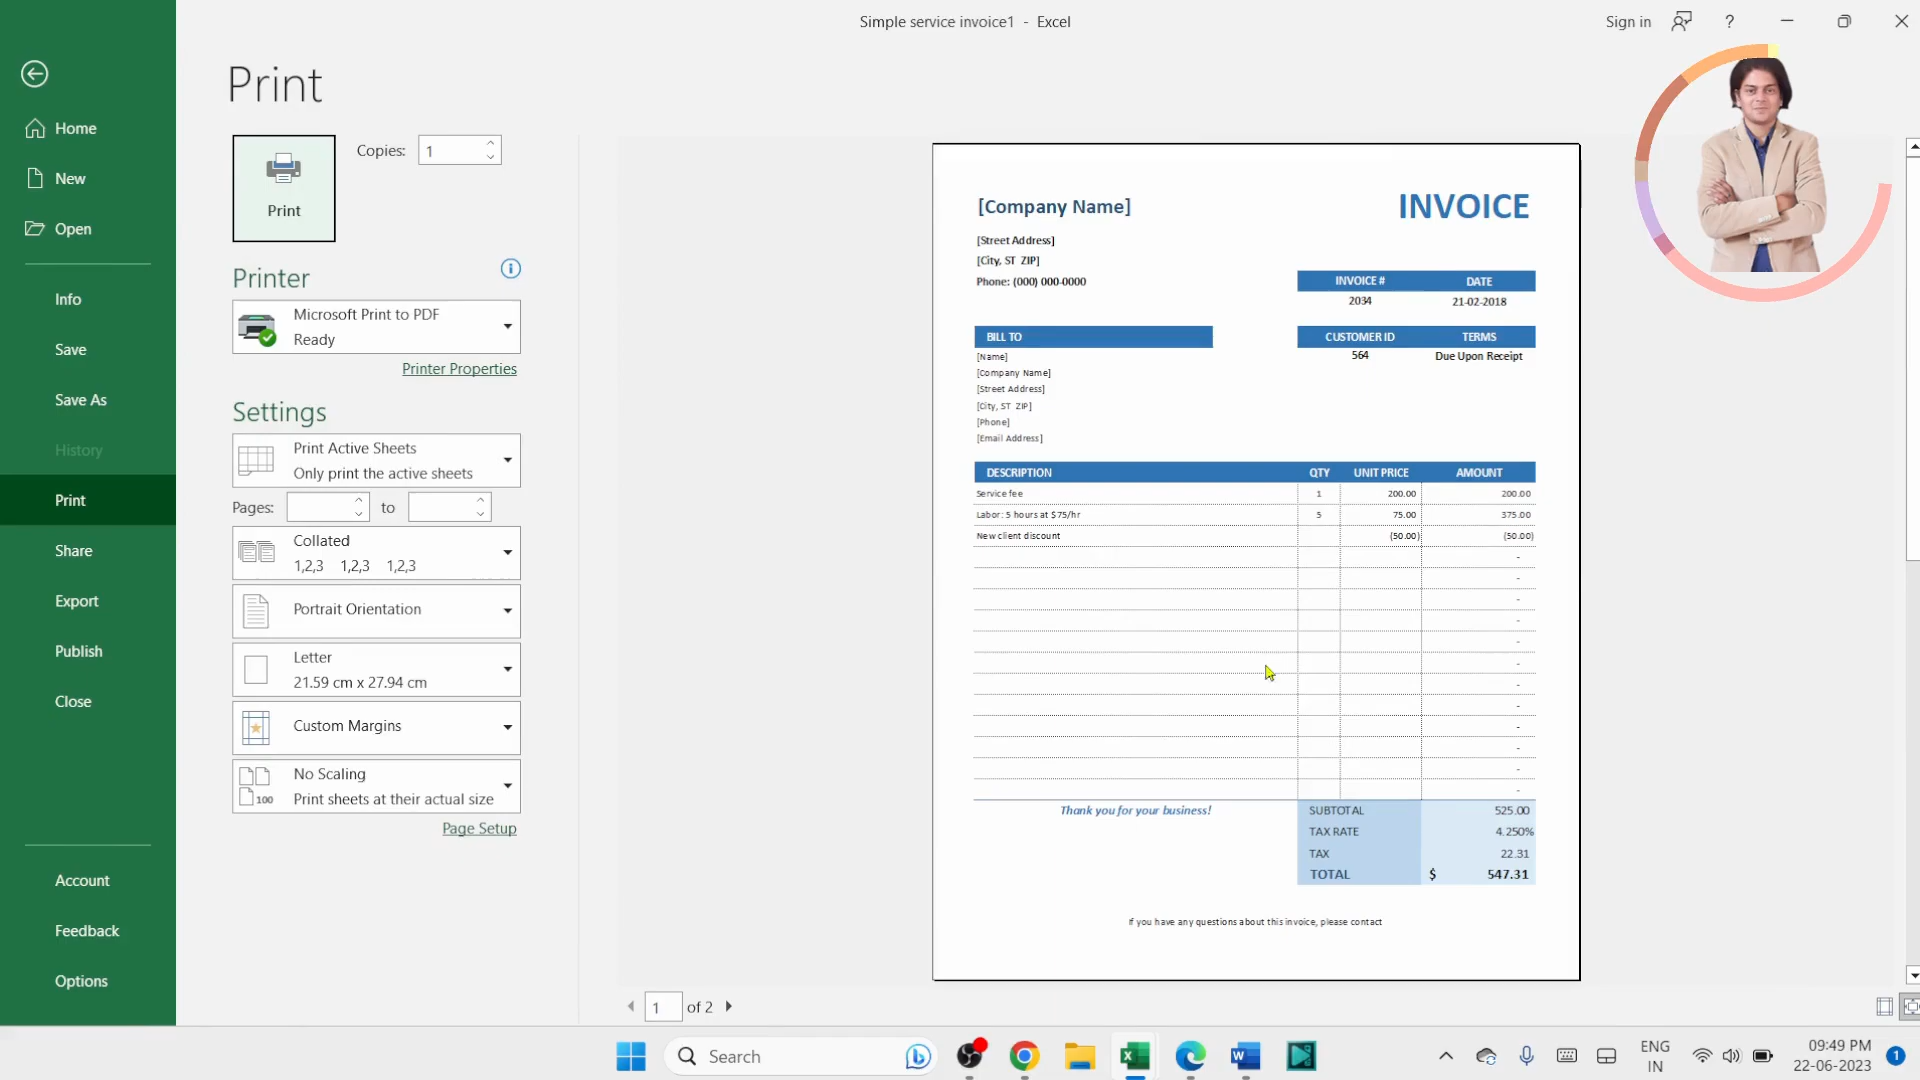 Simple service invoice1 - Excel
Sign in
?
Print
Home
New
Open
Info
Save
Save As
History
Print
Share
Export
Publish
Close
Account
Feedback
Options
Print
Copies: 1
Printer
Microsoft Print to PDF
Ready
Printer Properties
Settings
Print Active Sheets
Only print the active sheets
Pages: to
Collated
1,2,3 1,2,3 1,2,3
Portrait Orientation
Letter
21.59 cm x 27.94 cm
Custom Margins
No Scaling
100 Print sheets at their actual size
Page Setup
[Company Name] INVOICE
[Street Address]
[City, ST ZIP]
Phone: (000) 000-0000
INVOICE # DATE
2034 21-02-2018
BILL TO CUSTOMER ID TERMS
564 Due Upon Receipt
[Name]
[Company Name]
[Street Address]
[City, ST ZIP]
[Phone]
[Email Address]
DESCRIPTION QTY UNIT PRICE AMOUNT
Service fee 1 200.00 200.00
Labor: 5 hours at $75/hr 5 75.00 375.00
New client discount (50.00) (50.00)
-
-
-
-
-
-
-
-
-
-
-
-
Thank you for your business! SUBTOTAL 525.00
TAX RATE 4.250%
TAX 22.31
TOTAL $ 547.31
If you have any questions about this invoice, please contact
1 of 2
Search
ENG
IN
09:49 PM
22-06-2023
1